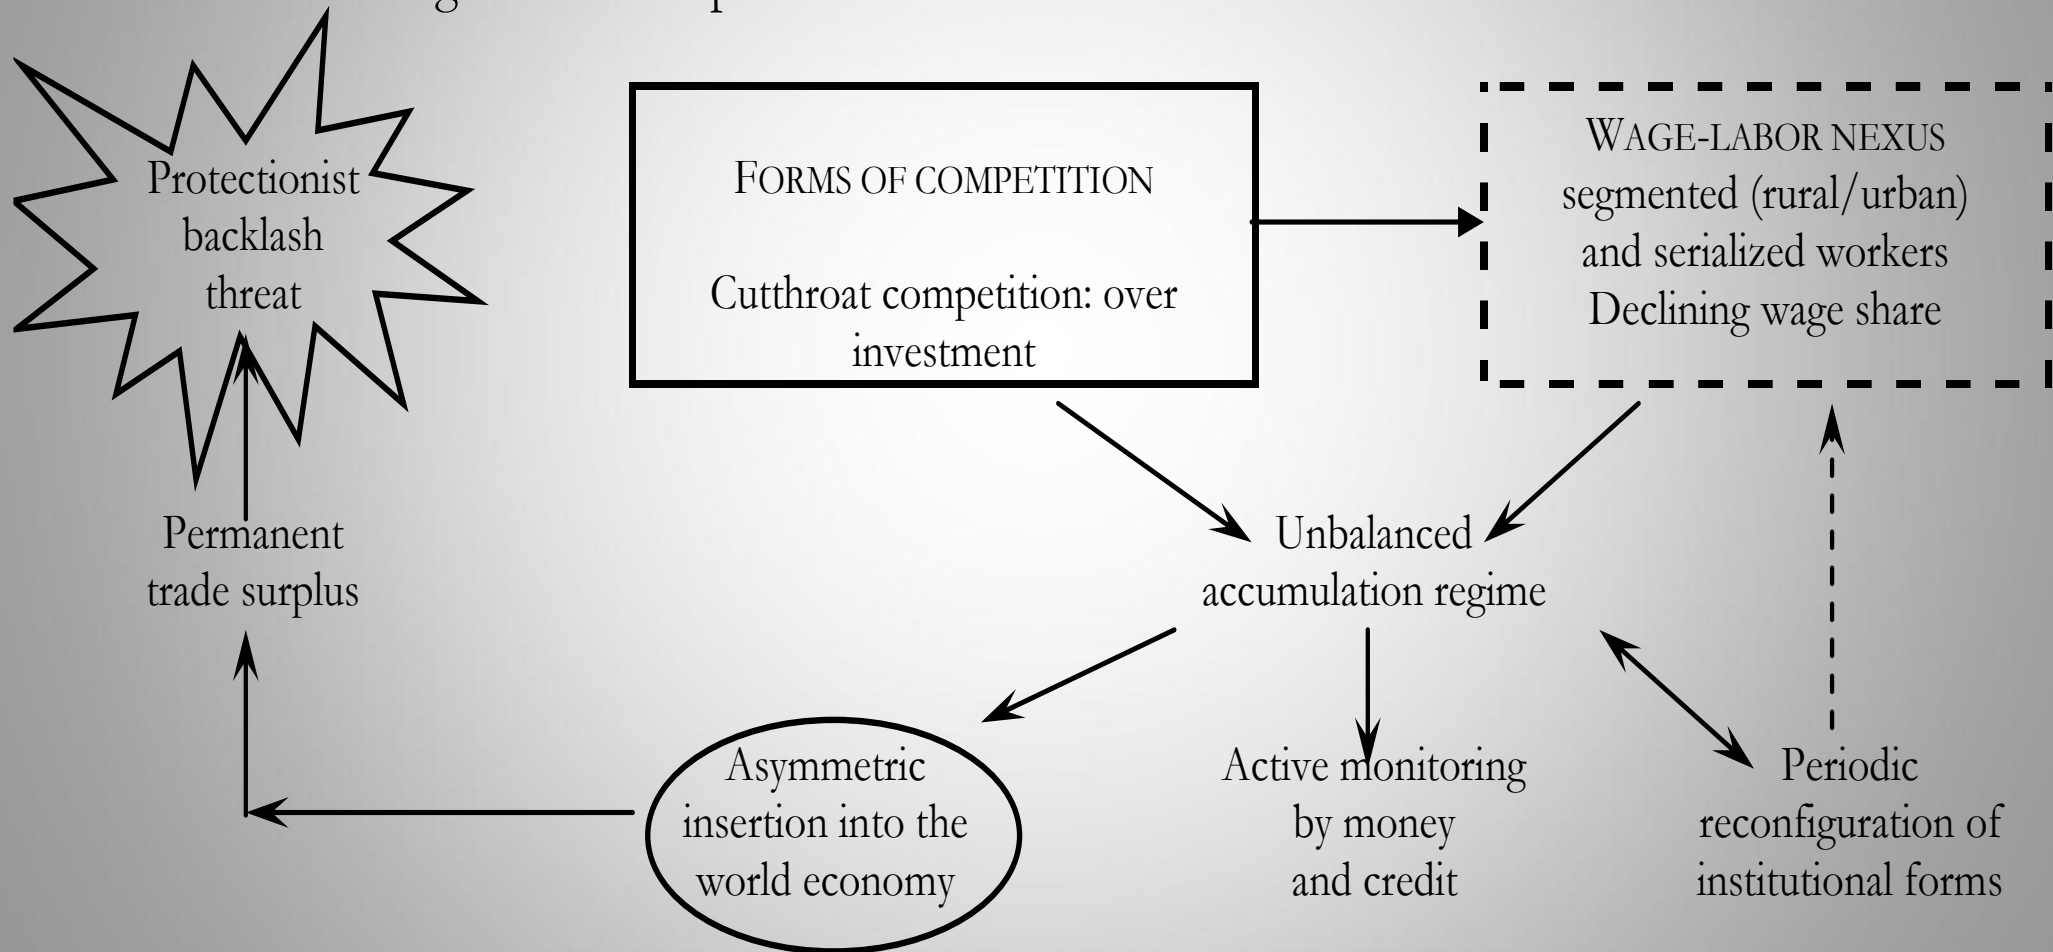 Protectionist
backlash
threat
FORMS OF COMPETITION
Cutthroat competition: over
investment
WAGE-LABOR NEXUS
segmented (rural/urban)
and serialized workers
Declining wage share
Permanent
trade surplus
Unbalanced
accumulation regime
Asymmetric
insertion into the
world economy
Active monitoring
by money
and credit
Periodic
reconfiguration of
institutional forms